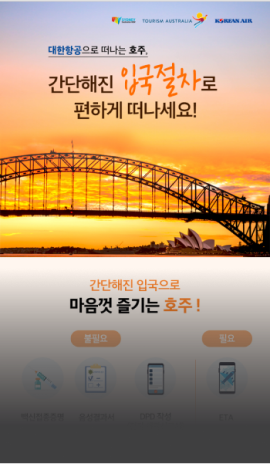 TOURISM AUSTRALIA
KOREAN AIR
대한항공으로 떠나는 호주,
간단해진 입국절차로
편하게 떠나세요!
간단해진 입국으로
마음껏 즐기는 호주 !
불필요
필요